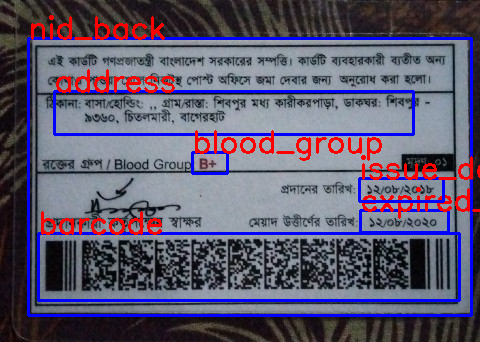 nid_back
এই কার্ডটি গণপ্রজাতন্ত্রী বাংলাদেশ সরকারের সম্পত্তি। কার্ডটি ব্যবহারকারী ব্যতীত অন্য
পোস্ট অফিসে জমা দেবার জন্য অনুরোধ করা হলো।
address
ঠিকানা: বাসা/হোল্ডিং: ,, গ্রাম/রাস্তা: শিবপুর মধ্য কারীকরপাড়া, ডাকঘর: শিবপুর -
৯৩৬০, চিতলমারী, বাগেরহাট
blood_group
রক্তের গ্রুপ / Blood Group B+
মুদ্রণ: ০১
প্রদানের তারিখ: ১২/০৮/২০১৮
barcode
স্বাক্ষর মেয়াদ উত্তীর্ণের তারিখ: ১২/০৮/২০২০